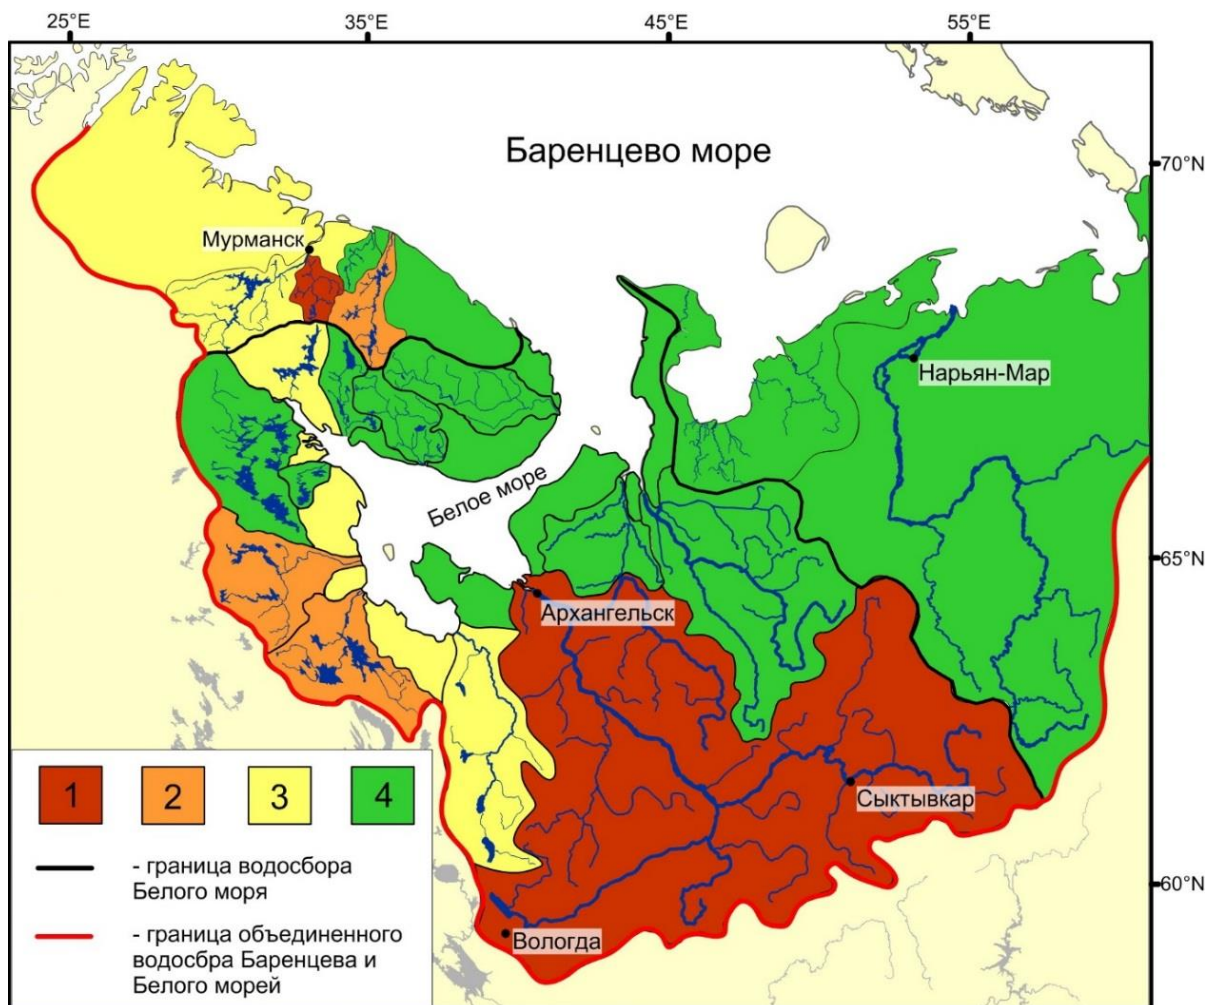 25°E
35°E
45°E
55°E
Баренцево море
70°N
Мурманск
Нарьян-Мар
Белое море
65°N
Архангельск
Сыктывкар
1
2
3
4
- граница водосбора
Белого моря
60°N
- граница объединенного
водосбра Баренцева и
Белого морей
Вологда